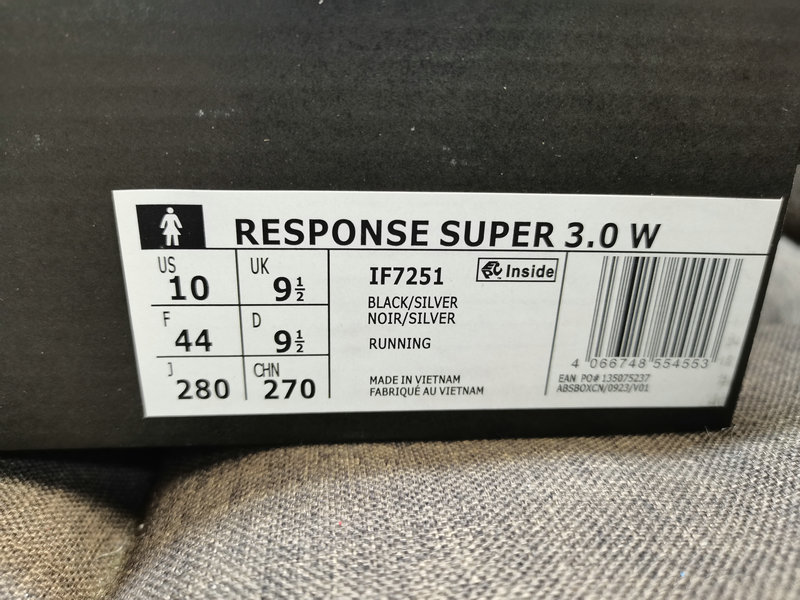 RESPONSE SUPER 3.0 W
US 10 UK 9½
F 44 D 9½
J 280 CHN 270
IF7251 Inside
BLACK/SILVER
NOIR/SILVER
RUNNING
MADE IN VIETNAM
FABRIQUÉ AU VIETNAM
4 066748 554553
EAN PO# 135075237
ABSBOXCN/0923/V01